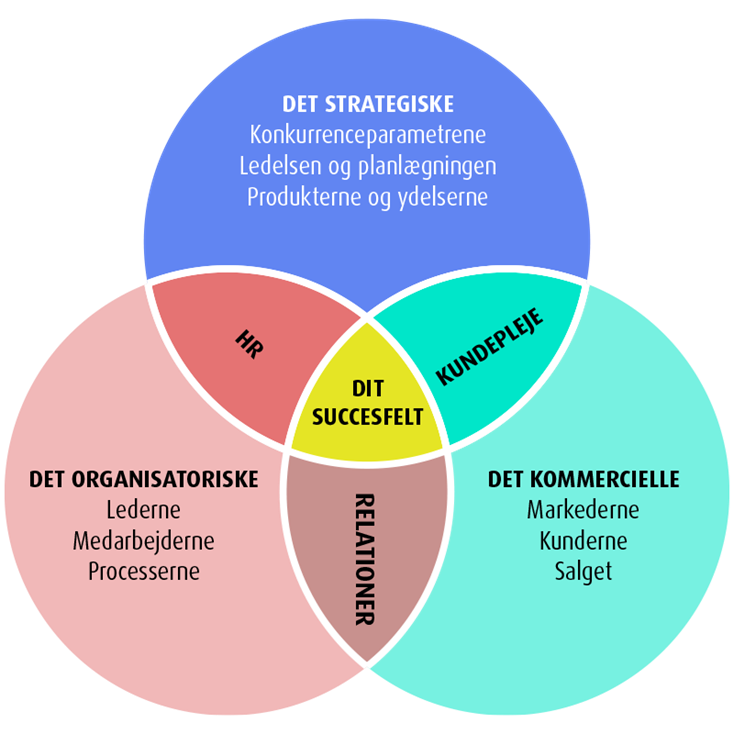 DET STRATEGISKE
Konkurrenceparametrene
Ledelsen og planlægningen
Produkterne og ydelserne
HR
KUNDEPLEJE
DIT
SUCCESFELT
DET ORGANISATORISKE
Lederne
Medarbejderne
Processerne
RELATIONER
DET KOMMERCIELLE
Markederne
Kunderne
Salget